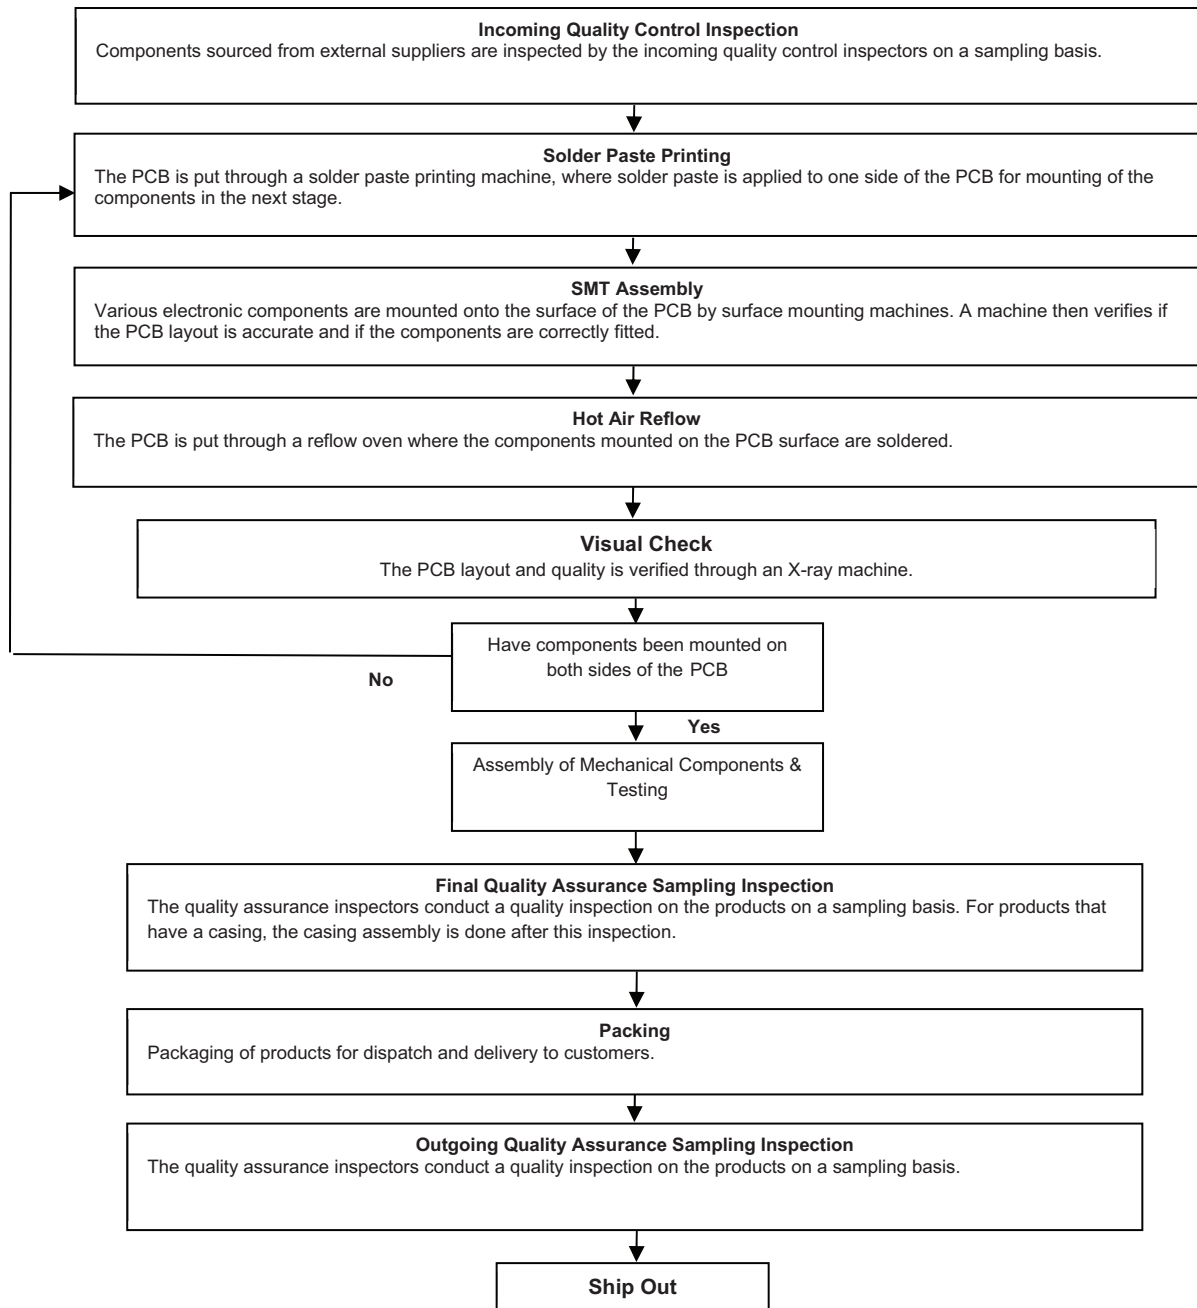 Incoming Quality Control Inspection
Components sourced from external suppliers are inspected by the incoming quality control inspectors on a sampling basis.
Solder Paste Printing
The PCB is put through a solder paste printing machine, where solder paste is applied to one side of the PCB for mounting of the
components in the next stage.
SMT Assembly
Various electronic components are mounted onto the surface of the PCB by surface mounting machines. A machine then verifies if
the PCB layout is accurate and if the components are correctly fitted.
Hot Air Reflow
The PCB is put through a reflow oven where the components mounted on the PCB surface are soldered.
Visual Check
The PCB layout and quality is verified through an X-ray machine.
Have components been mounted on
both sides of the PCB
No
Yes
Assembly of Mechanical Components &
Testing
Final Quality Assurance Sampling Inspection
The quality assurance inspectors conduct a quality inspection on the products on a sampling basis. For products that
have a casing, the casing assembly is done after this inspection.
Packing
Packaging of products for dispatch and delivery to customers.
Outgoing Quality Assurance Sampling Inspection
The quality assurance inspectors conduct a quality inspection on the products on a sampling basis.
Ship Out